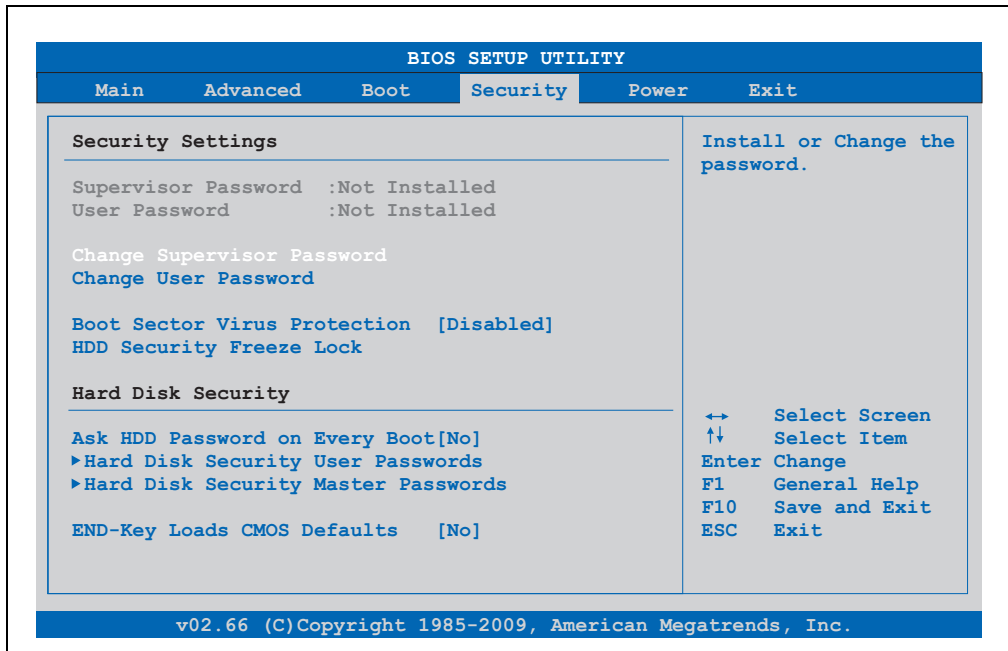 BIOS SETUP UTILITY
Main Advanced Boot Security Power Exit
Security Settings
Supervisor Password :Not Installed
User Password :Not Installed
Change Supervisor Password
Change User Password
Boot Sector Virus Protection [Disabled]
HDD Security Freeze Lock
Hard Disk Security
Ask HDD Password on Every Boot[No]
▶Hard Disk Security User Passwords
▶Hard Disk Security Master Passwords
END-Key Loads CMOS Defaults [No]
Install or Change the
password.
↔ Select Screen
↑↓ Select Item
Enter Change
F1 General Help
F10 Save and Exit
ESC Exit
v02.66 (C)Copyright 1985-2009, American Megatrends, Inc.